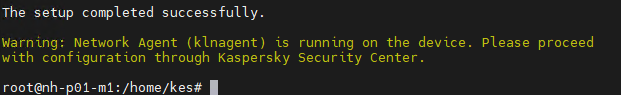 The setup completed successfully.
Warning: Network Agent (klnagent) is running on the device. Please proceed
with configuration through Kaspersky Security Center.
root@nh-p01-m1:/home/kes#